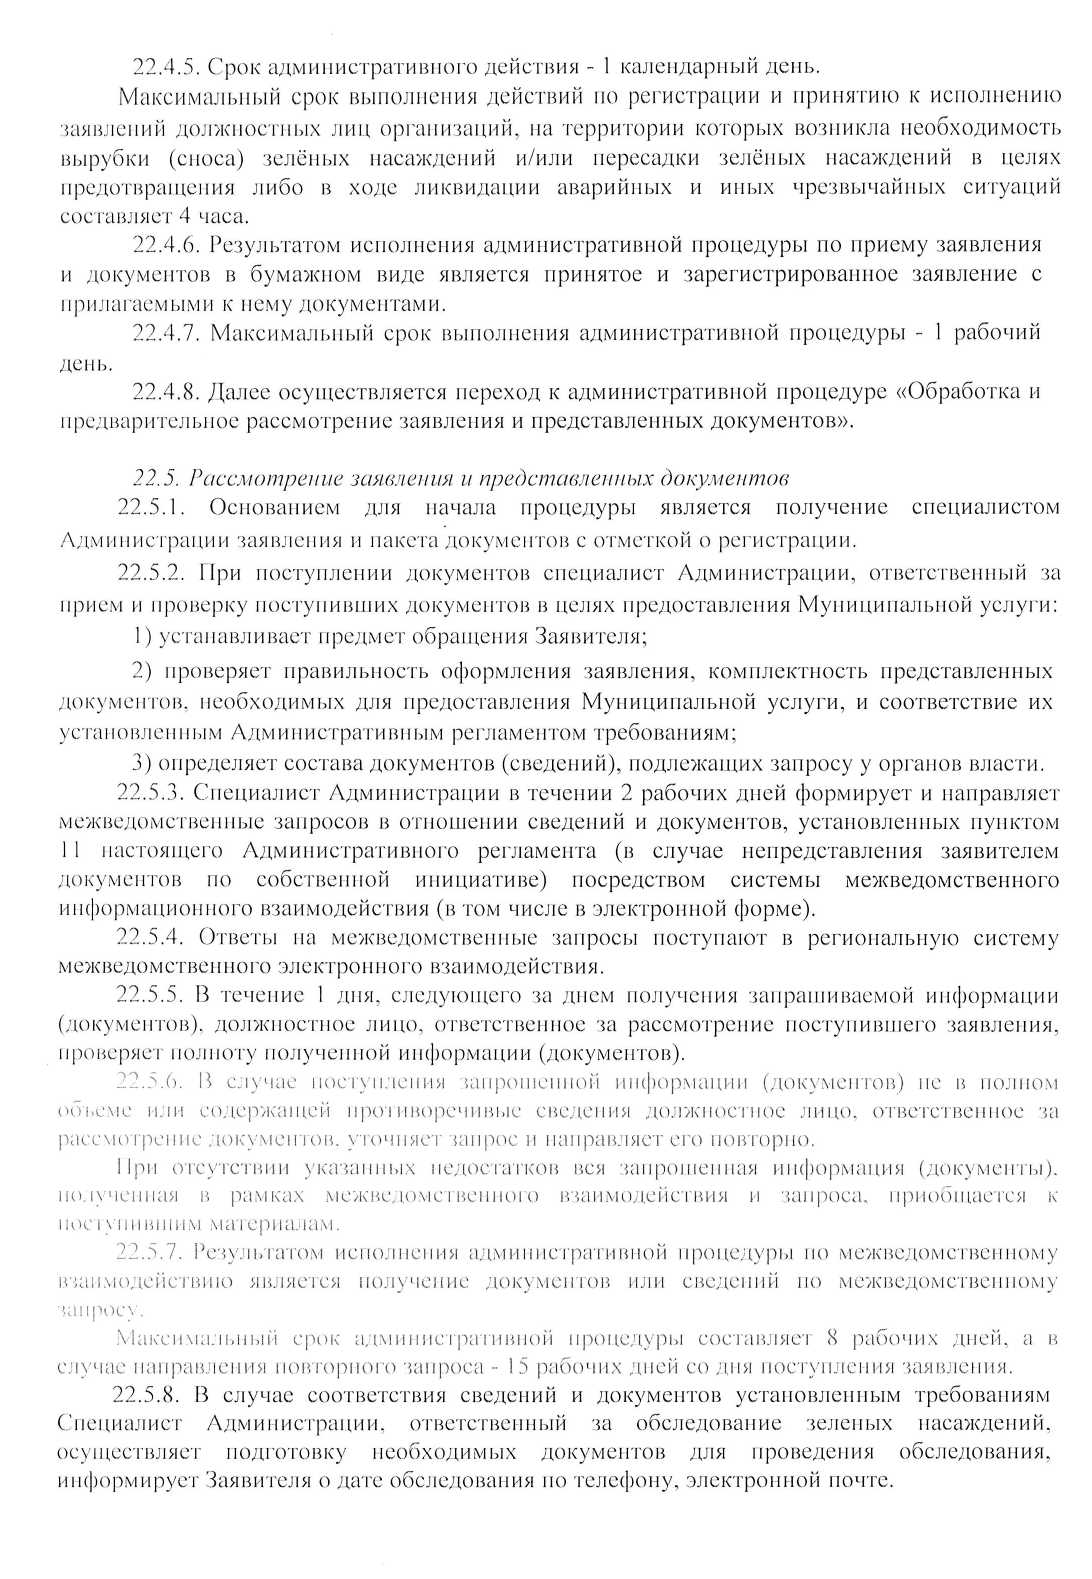 22.4.5. Срок административного действия - 1 календарный день.
Максимальный срок выполнения действий по регистрации и принятию к исполнению
заявлений должностных лиц организаций, на территории которых возникла необходимость
вырубки (сноса) зелёных насаждений и/или пересадки зелёных насаждений в целях
предотвращения либо в ходе ликвидации аварийных и иных чрезвычайных ситуаций
составляет 4 часа.
22.4.6. Результатом исполнения административной процедуры по приему заявления
и документов в бумажном виде является принятое и зарегистрированное заявление с
прилагаемыми к нему документами.
22.4.7. Максимальный срок выполнения административной процедуры - 1 рабочий
день.
22.4.8. Далее осуществляется переход к административной процедуре «Обработка и
предварительное рассмотрение заявления и представленных документов».
22.5. Рассмотрение заявления и представленных документов
22.5.1. Основанием для начала процедуры является получение специалистом
Администрации заявления и пакета документов с отметкой о регистрации.
22.5.2. При поступлении документов специалист Администрации, ответственный за
прием и проверку поступивших документов в целях предоставления Муниципальной услуги:
1) устанавливает предмет обращения Заявителя;
2) проверяет правильность оформления заявления, комплектность представленных
документов, необходимых для предоставления Муниципальной услуги, и соответствие их
установленным Административным регламентом требованиям;
3) определяет состава документов (сведений), подлежащих запросу у органов власти.
22.5.3. Специалист Администрации в течении 2 рабочих дней формирует и направляет
межведомственные запросов в отношении сведений и документов, установленных пунктом
11 настоящего Административного регламента (в случае непредставления заявителем
документов по собственной инициативе) посредством системы межведомственного
информационного взаимодействия (в том числе в электронной форме).
22.5.4. Ответы на межведомственные запросы поступают в региональную систему
межведомственного электронного взаимодействия.
22.5.5. В течение 1 дня, следующего за днем получения запрашиваемой информации
(документов), должностное лицо, ответственное за рассмотрение поступившего заявления,
проверяет полноту полученной информации (документов).
22.5.6. В случае поступления запрошенной информации (документов) не в полном
объеме или содержащей противоречивые сведения должностное лицо, ответственное за
рассмотрение документов, уточняет запрос и направляет его повторно.
При отсутствии указанных недостатков вся запрошенная информация (документы),
полученная в рамках межведомственного взаимодействия и запроса, приобщается к
поступившим материалам.
22.5.7. Результатом исполнения административной процедуры по межведомственному
взаимодействию является получение документов или сведений по межведомственному
запросу.
Максимальный срок административной процедуры составляет 8 рабочих дней, а в
случае направления повторного запроса - 15 рабочих дней со дня поступления заявления.
22.5.8. В случае соответствия сведений и документов установленным требованиям
Специалист Администрации, ответственный за обследование зеленых насаждений,
осуществляет подготовку необходимых документов для проведения обследования,
информирует Заявителя о дате обследования по телефону, электронной почте.